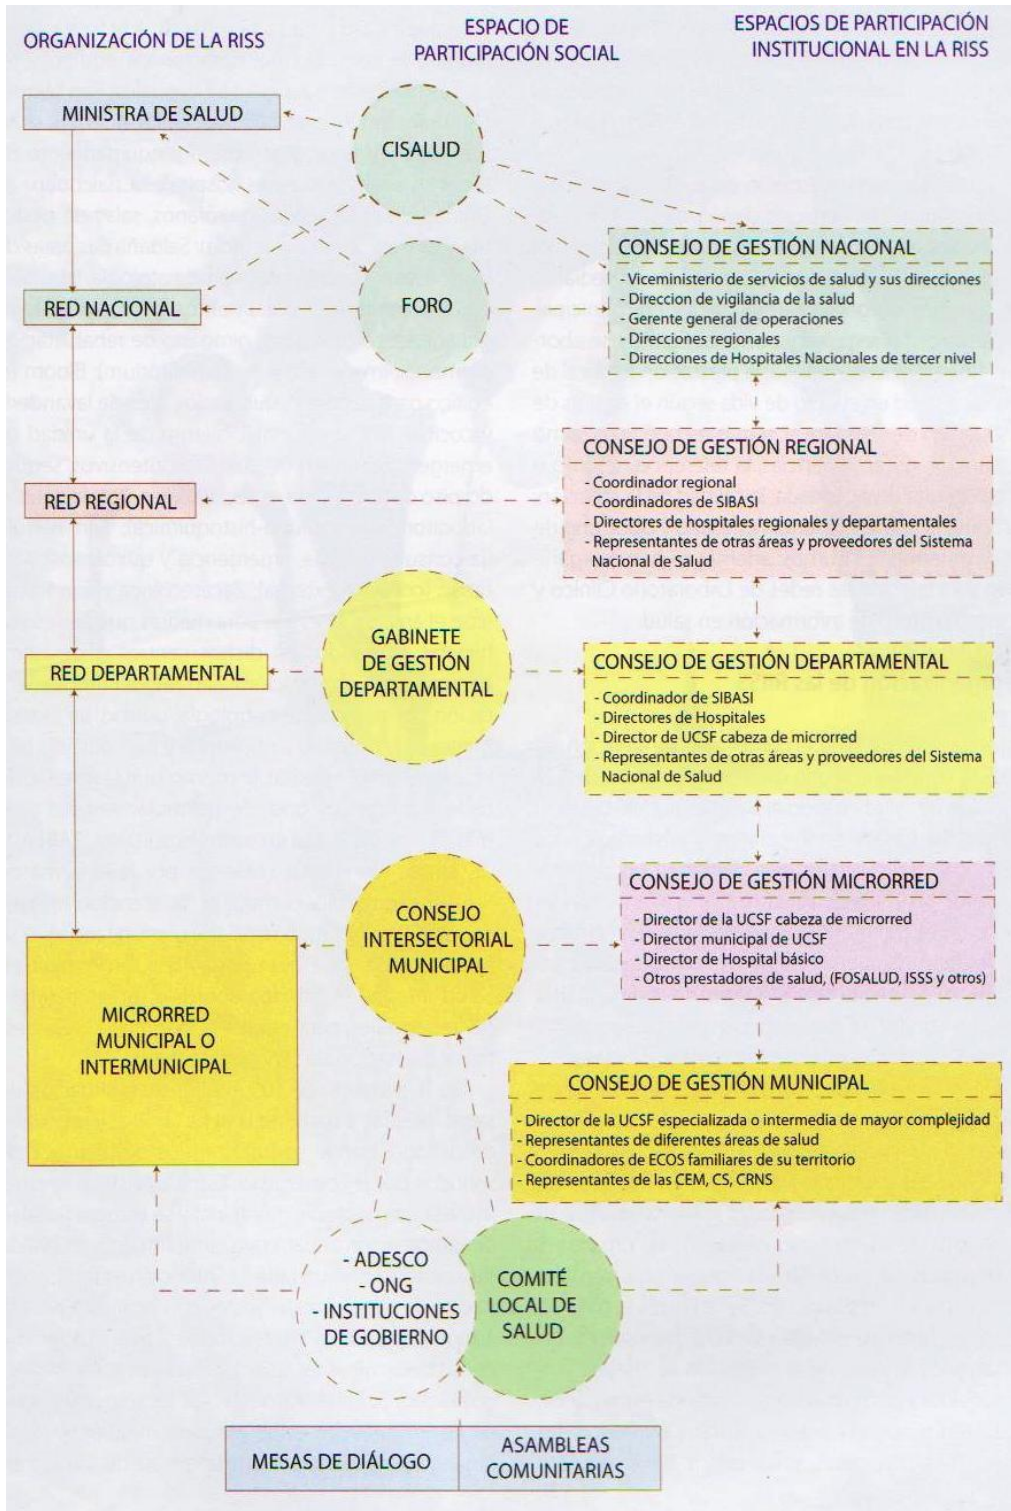 ORGANIZACIÓN DE LA RISS
ESPACIO DE
PARTICIPACIÓN SOCIAL
ESPACIOS DE PARTICIPACIÓN
INSTITUCIONAL EN LA RISS
MINISTRA DE SALUD
CISALUD
CONSEJO DE GESTIÓN NACIONAL
- Viceministerio de servicios de salud y sus direcciones
- Direccion de vigilancia de la salud
- Gerente general de operaciones
- Direcciones regionales
- Direcciones de Hospitales Nacionales de tercer nivel
RED NACIONAL
FORO
CONSEJO DE GESTIÓN REGIONAL
- Coordinador regional
- Coordinadores de SIBASI
- Directores de hospitales regionales y departamentales
- Representantes de otras áreas y proveedores del Sistema
Nacional de Salud
RED REGIONAL
GABINETE
DE GESTIÓN
DEPARTAMENTAL
RED DEPARTAMENTAL
CONSEJO DE GESTIÓN DEPARTAMENTAL
- Coordinador de SIBASI
- Directores de Hospitales
- Director de UCSF cabeza de microrred
- Representantes de otras áreas y proveedores del Sistema
Nacional de Salud
CONSEJO
INTERSECTORIAL
MUNICIPAL
CONSEJO DE GESTIÓN MICRORRED
- Director de la UCSF cabeza de microrred
- Director municipal de UCSF
- Director de Hospital básico
- Otros prestadores de salud, (FOSALUD, ISSS y otros)
MICRORRED
MUNICIPAL O
INTERMUNICIPAL
CONSEJO DE GESTIÓN MUNICIPAL
- Director de la UCSF especializada o intermedia de mayor complejidad
- Representantes de diferentes áreas de salud
- Coordinadores de ECOS familiares de su territorio
- Representantes de las CEM, CS, CRNS
- ADESCO
- ONG
- INSTITUCIONES
DE GOBIERNO
COMITÉ
LOCAL DE
SALUD
MESAS DE DIÁLOGO
ASAMBLEAS
COMUNITARIAS